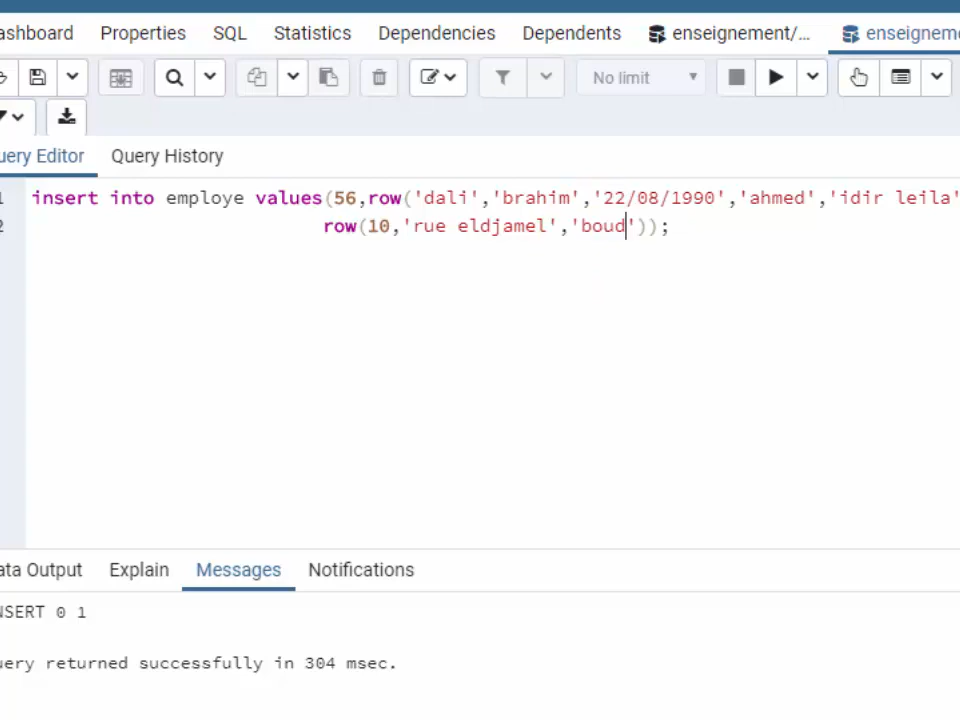 ashboard Properties SQL Statistics Dependencies Dependents enseignement/... enseigneme
No limit
uery Editor Query History
1 insert into employe values(56,row('dali','brahim','22/08/1990','ahmed','idir leila'
2 row(10,'rue eldjamel','boud'));
ata Output Explain Messages Notifications
NSERT 0 1
uery returned successfully in 304 msec.